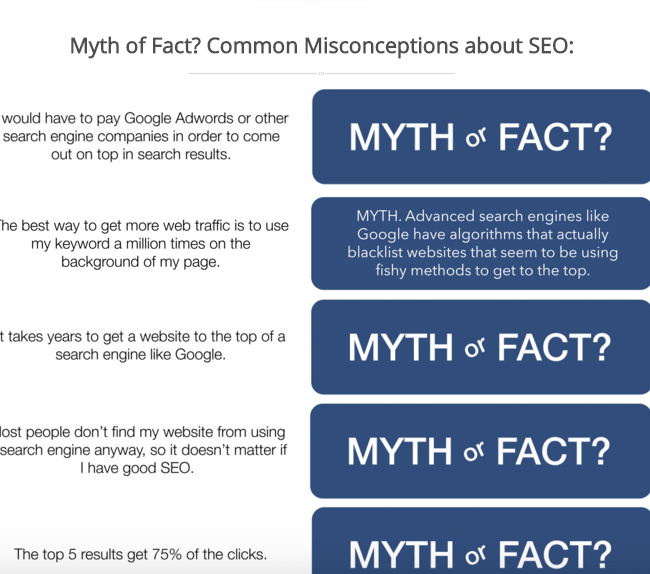 Myth of Fact? Common Misconceptions about SEO:
would have to pay Google Adwords or other
search engine companies in order to come
out on top in search results.
MYTH or FACT?
he best way to get more web traffic is to use
my keyword a million times on the
background of my page.
MYTH. Advanced search engines like
Google have algorithms that actually
blacklist websites that seem to be using
fishy methods to get to the top.
t takes years to get a website to the top of a
search engine like Google.
MYTH or FACT?
ost people don't find my website from using
search engine anyway, so it doesn't matter if
I have good SEO.
MYTH or FACT?
The top 5 results get 75% of the clicks.
MYTH or FACT?